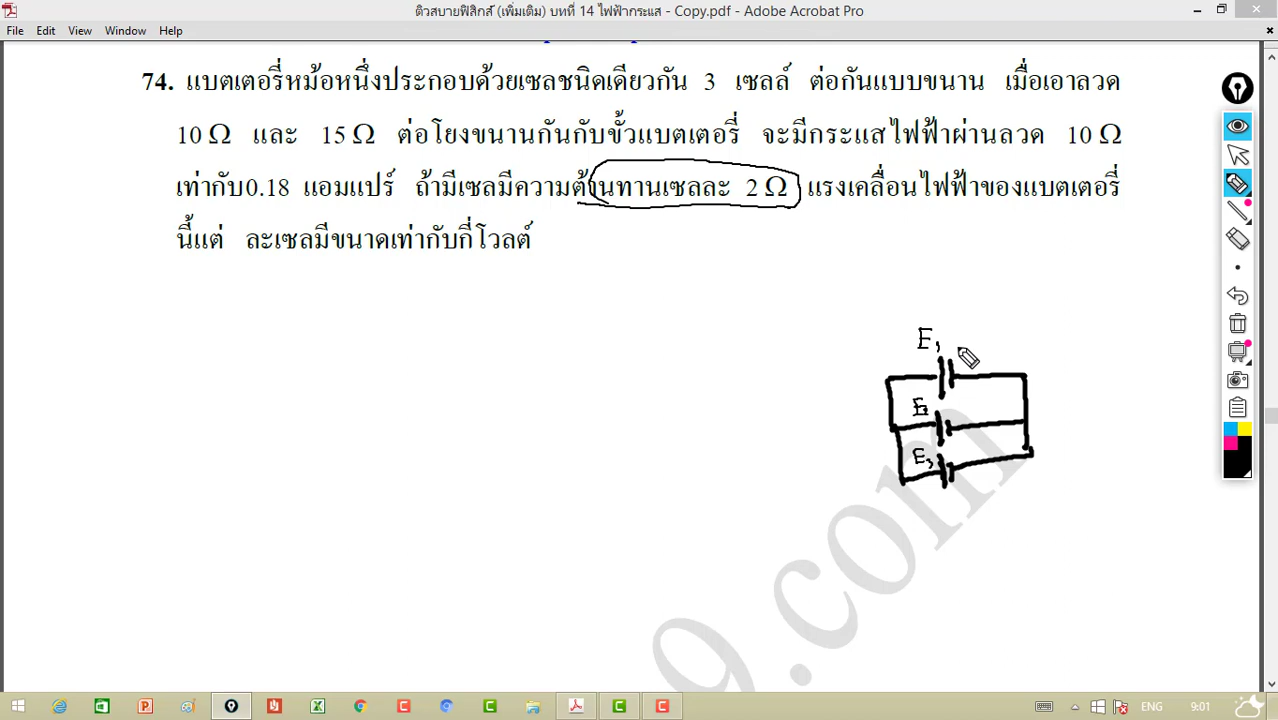 ติวสบายฟิสิกส์ (เพิ่มเติม) บทที่ 14 ไฟฟ้ากระแส - Copy.pdf - Adobe Acrobat Pro
File Edit View Window Help
74. แบตเตอรี่หม้อหนึ่งประกอบด้วยเซลชนิดเดียวกัน 3 เซลล์ ต่อกันแบบขนาน เมื่อเอาลวด
10 Ω และ 15 Ω ต่อโยงขนานกันกับขั้วแบตเตอรี่ จะมีกระแสไฟฟ้าผ่านลวด 10 Ω
เท่ากับ0.18 แอมแปร์ ถ้ามีเซลมีความต้านทานเซลละ 2 Ω แรงเคลื่อนไฟฟ้าของแบตเตอรี่
นี้แต่ ละเซลมีขนาดเท่ากับกี่โวลต์
E1
E2
E3
9.com
ENG 9:01